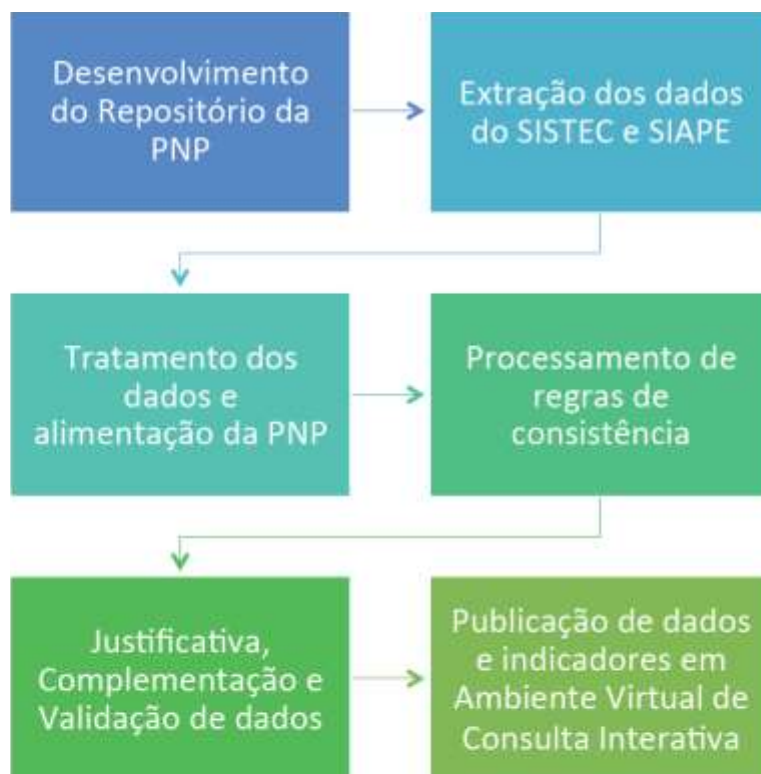 Desenvolvimento
do Repositório da
PNP
Extração dos dados
do SISTEC e SIAPE
Tratamento dos
dados e
alimentação da PNP
Processamento de
regras de
consistência
Justificativa,
Complementação e
Validação de dados
Publicação de dados
e indicadores em
Ambiente Virtual de
Consulta Interativa